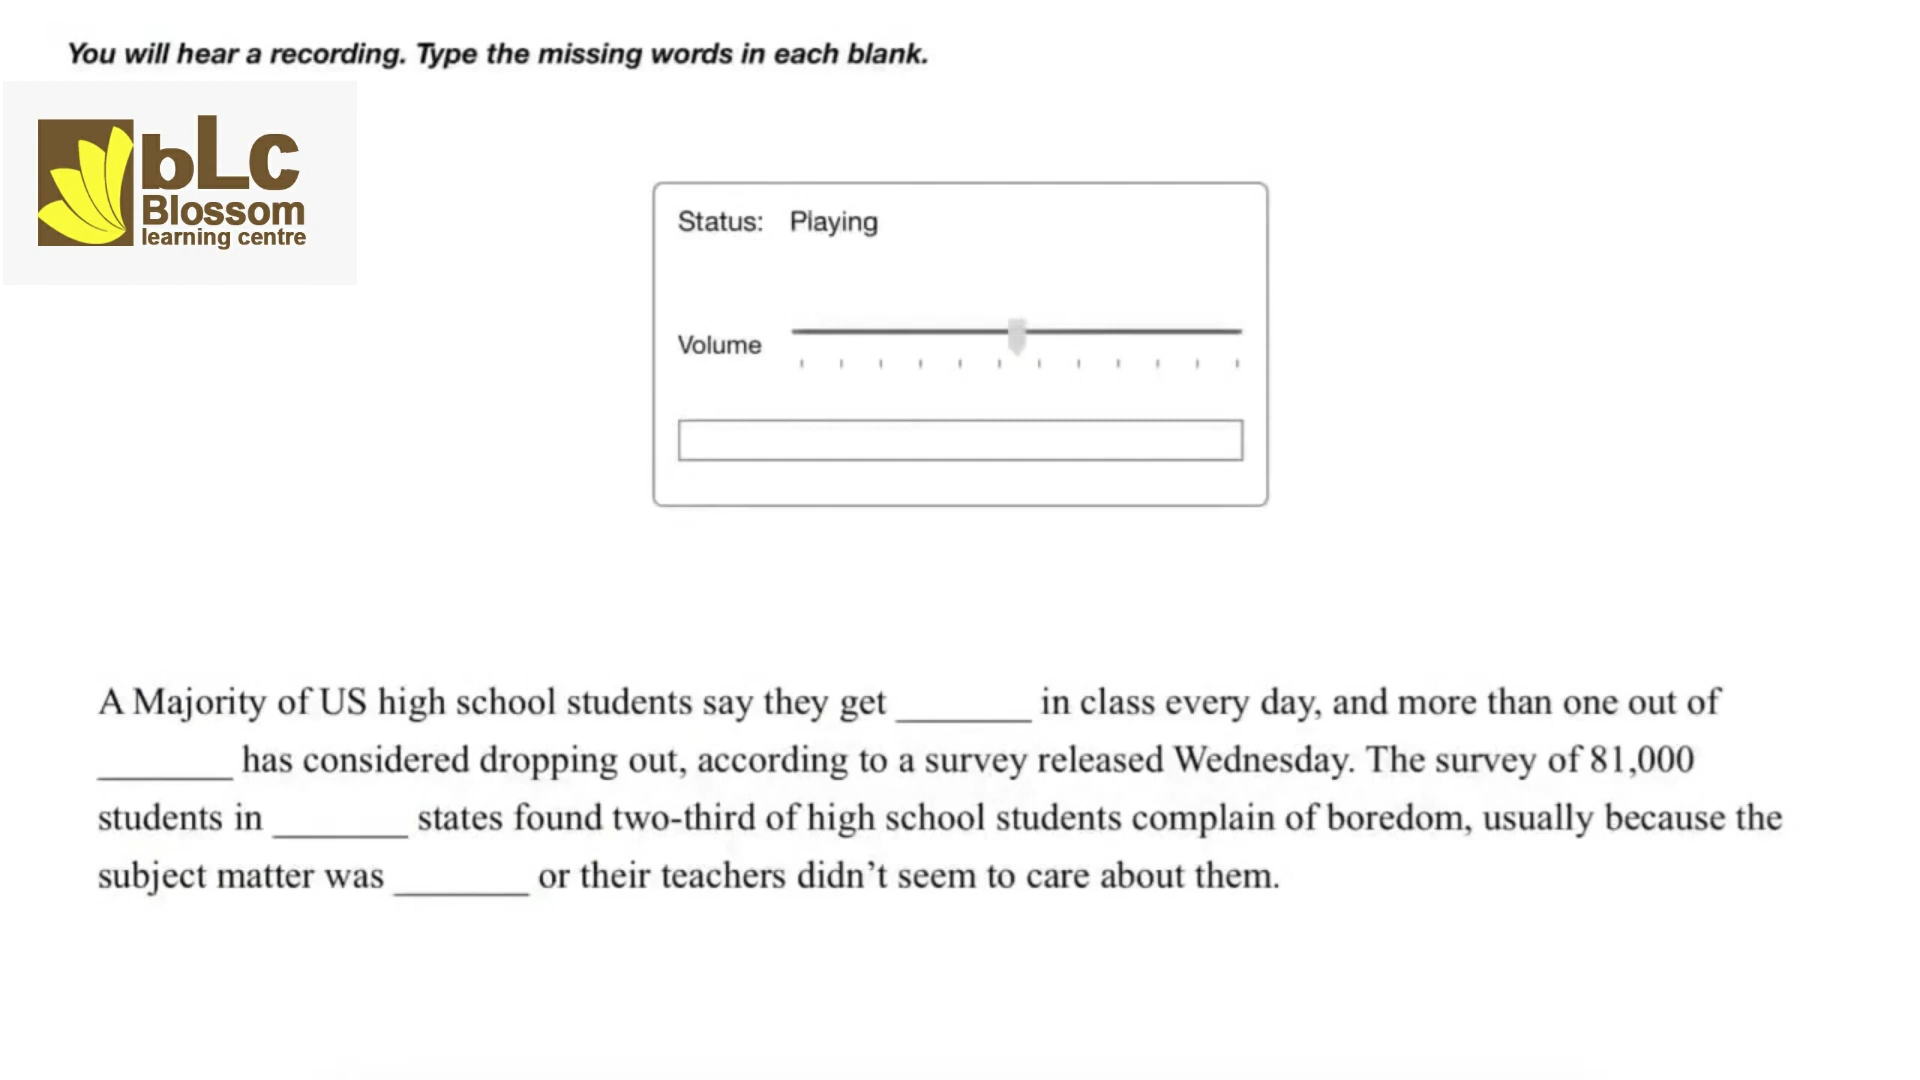 You will hear a recording. Type the missing words in each blank.
bLc
Blossom
learning centre
Status: Playing
Volume
A Majority of US high school students say they get _______ in class every day, and more than one out of
_______ has considered dropping out, according to a survey released Wednesday. The survey of 81,000
students in _______ states found two-third of high school students complain of boredom, usually because the
subject matter was _______ or their teachers didn’t seem to care about them.